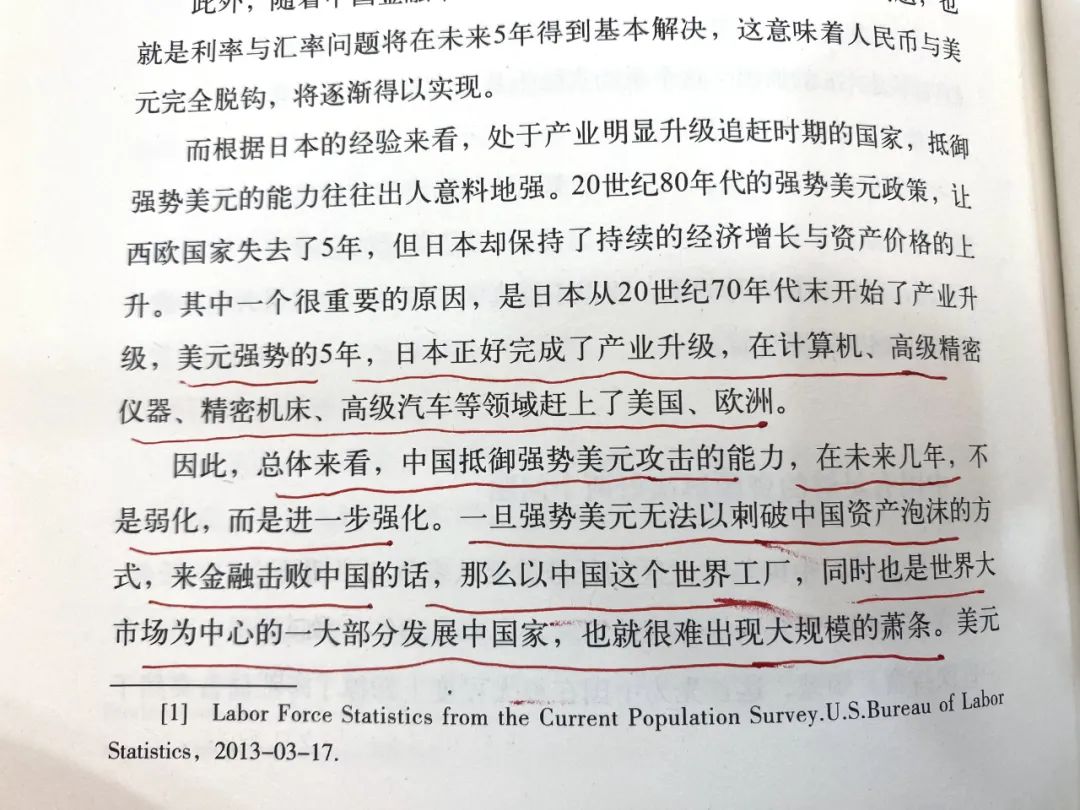 此外，随着中国金融
就是利率与汇率问题将在未来5年得到基本解决，这意味着人民币与美
元完全脱钩，将逐渐得以实现。
而根据日本的经验来看，处于产业明显升级追赶时期的国家，抵御
强势美元的能力往往出人意料地强。20世纪80年代的强势美元政策，让
西欧国家失去了5年，但日本却保持了持续的经济增长与资产价格的上
升。其中一个很重要的原因，是日本从20世纪70年代末开始了产业升
级，美元强势的5年，日本正好完成了产业升级，在计算机、高级精密
仪器、精密机床、高级汽车等领域赶上了美国、欧洲。
因此，总体来看，中国抵御强势美元攻击的能力，在未来几年，不
是弱化，而是进一步强化。一旦强势美元无法以刺破中国资产泡沫的方
式，来金融击败中国的话，那么以中国这个世界工厂，同时也是世界大
市场为中心的一大部分发展中国家，也就很难出现大规模的萧条。美元
[1] Labor Force Statistics from the Current Population Survey.U.S.Bureau of Labor
Statistics，2013-03-17.